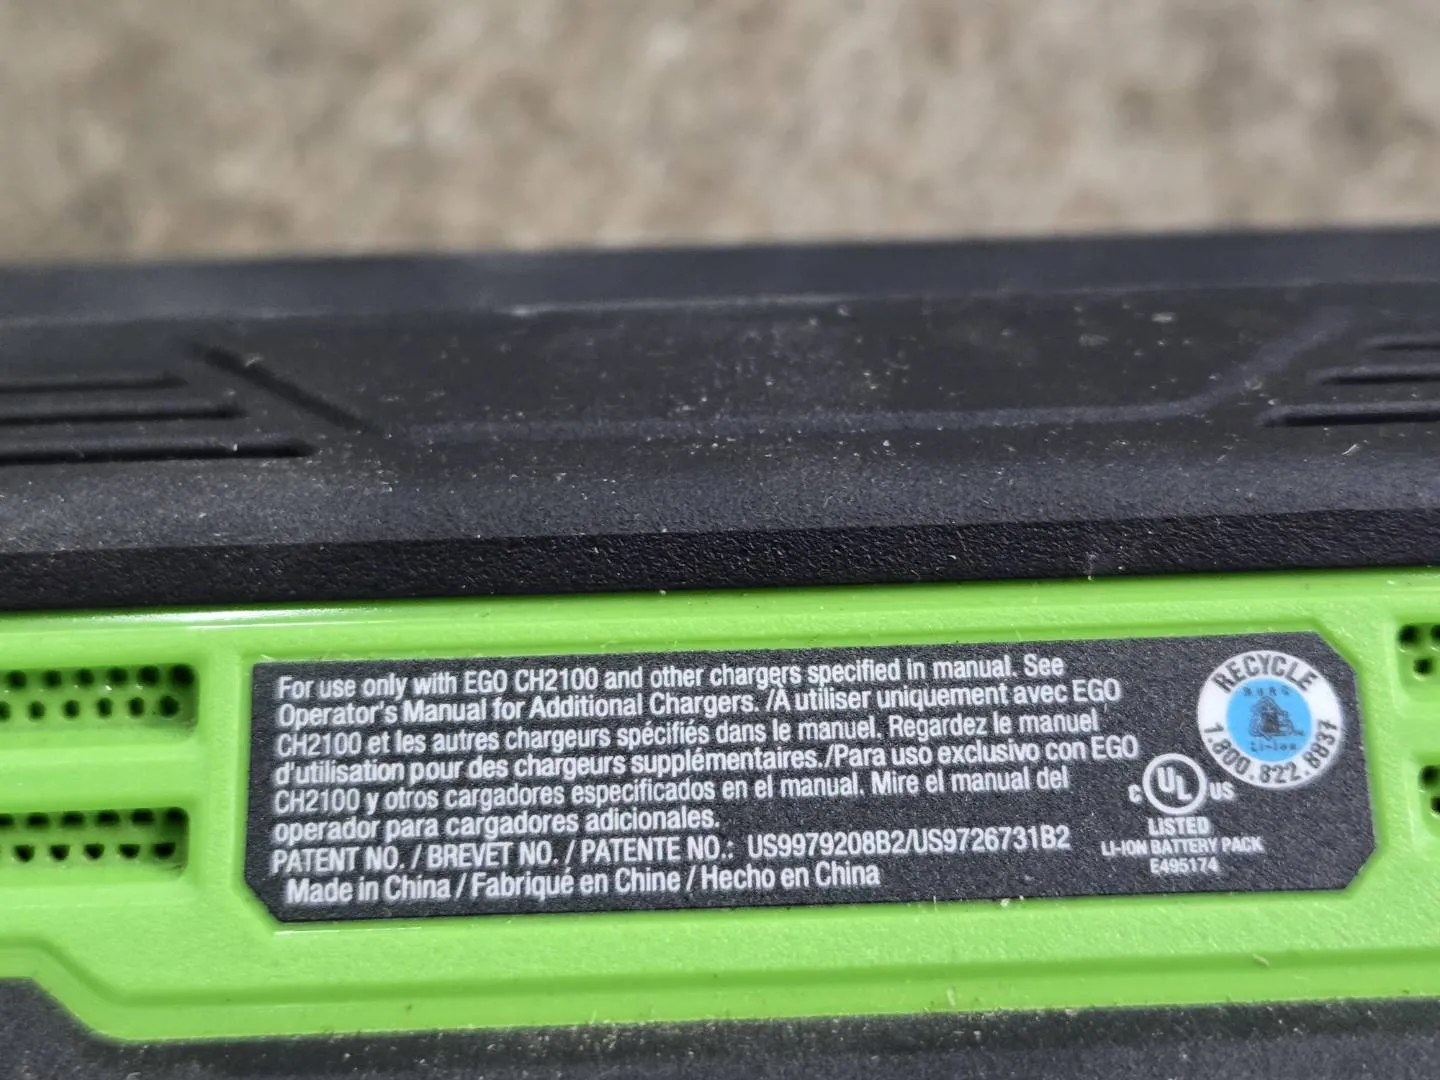 For use only with EGO CH2100 and other chargers specified in manual. See
Operator's Manual for Additional Chargers. /A utiliser uniquement avec EGO
CH2100 et les autres chargeurs spécifiés dans le manuel. Regardez le manuel
d'utilisation pour des chargeurs supplémentaires./Para uso exclusivo con EGO
CH2100 y otros cargadores especificados en el manual. Mire el manual del
operador para cargadores adicionales.
PATENT NO. / BREVET NO. / PATENTE NO.: US9979208B2/US9726731B2
Made in China / Fabriqué en Chine / Hecho en China
RECYCLE
RBRC
Li-Ion
1.800.822.8837
C UL US
LISTED
LI-ION BATTERY PACK
E495174